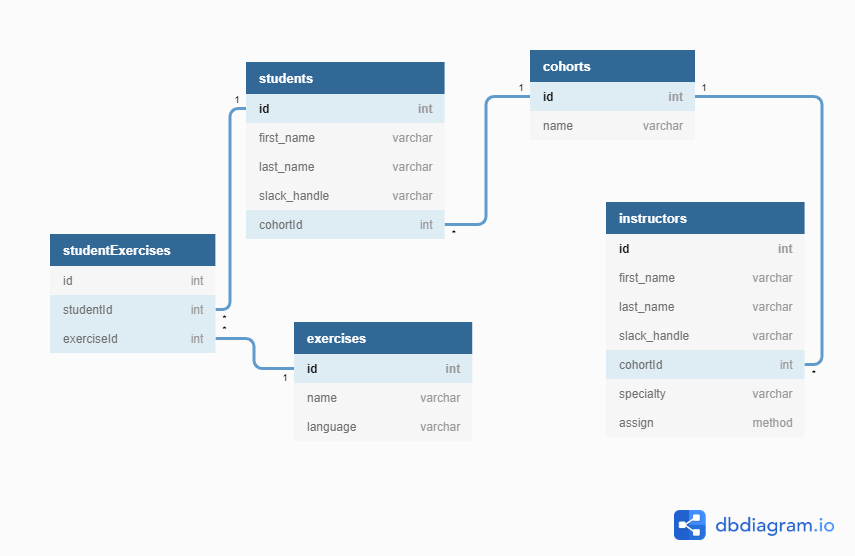 students
1
id int
first_name varchar
last_name varchar
slack_handle varchar
cohortId int
*
cohorts
1
1
id int
name varchar
studentExercises
id int
studentId int
*
*
exerciseId int
exercises
1
id int
name varchar
language varchar
instructors
id int
first_name varchar
last_name varchar
slack_handle varchar
cohortId int
*
specialty varchar
assign method
dbdiagram.io